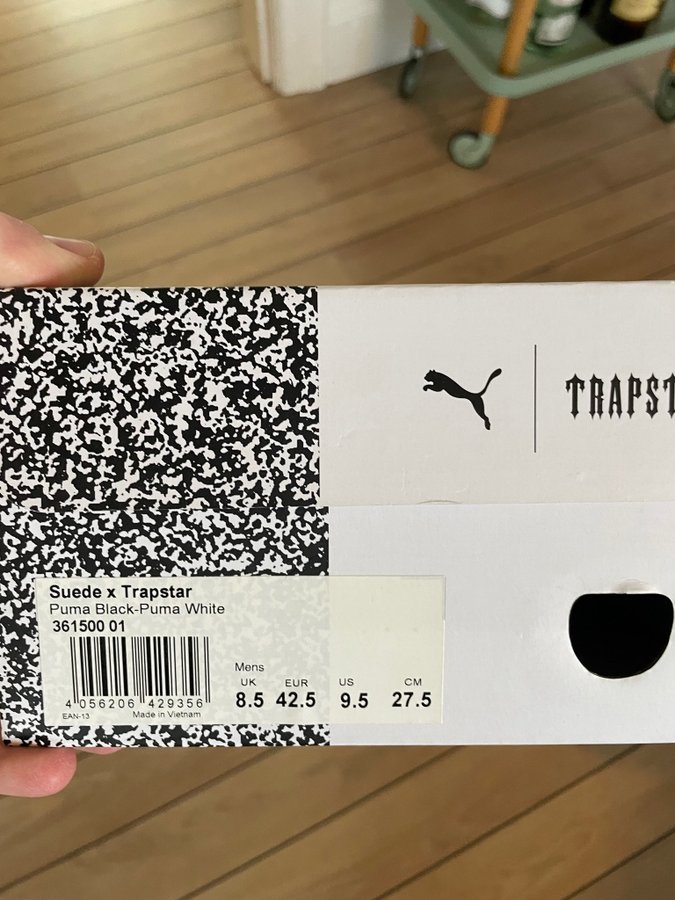 TRAPST
Suede x Trapstar
Puma Black-Puma White
361500 01
Mens
UK EUR US CM
8.5 42.5 9.5 27.5
4 056206 429356
EAN-13 Made in Vietnam